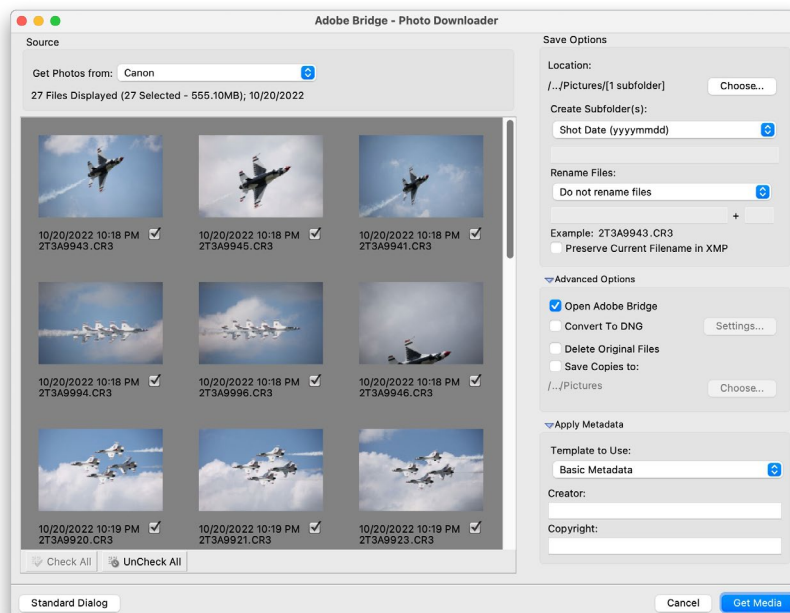 Adobe Bridge - Photo Downloader
Source
Get Photos from: Canon
27 Files Displayed (27 Selected - 555.10MB); 10/20/2022
10/20/2022 10:18 PM
2T3A9943.CR3
10/20/2022 10:18 PM
2T3A9945.CR3
10/20/2022 10:18 PM
2T3A9941.CR3
10/20/2022 10:18 PM
2T3A9994.CR3
10/20/2022 10:18 PM
2T3A9996.CR3
10/20/2022 10:18 PM
2T3A9946.CR3
10/20/2022 10:19 PM
2T3A9920.CR3
10/20/2022 10:19 PM
2T3A9921.CR3
10/20/2022 10:19 PM
2T3A9923.CR3
Check All
UnCheck All
Save Options
Location:
/.../Pictures/[1 subfolder]
Choose...
Create Subfolder(s):
Shot Date (yyyymmdd)
Rename Files:
Do not rename files
+
Example: 2T3A9943.CR3
Preserve Current Filename in XMP
Advanced Options
Open Adobe Bridge
Convert To DNG
Settings...
Delete Original Files
Save Copies to:
/.../Pictures
Choose...
Apply Metadata
Template to Use:
Basic Metadata
Creator:
Copyright:
Standard Dialog
Cancel
Get Media